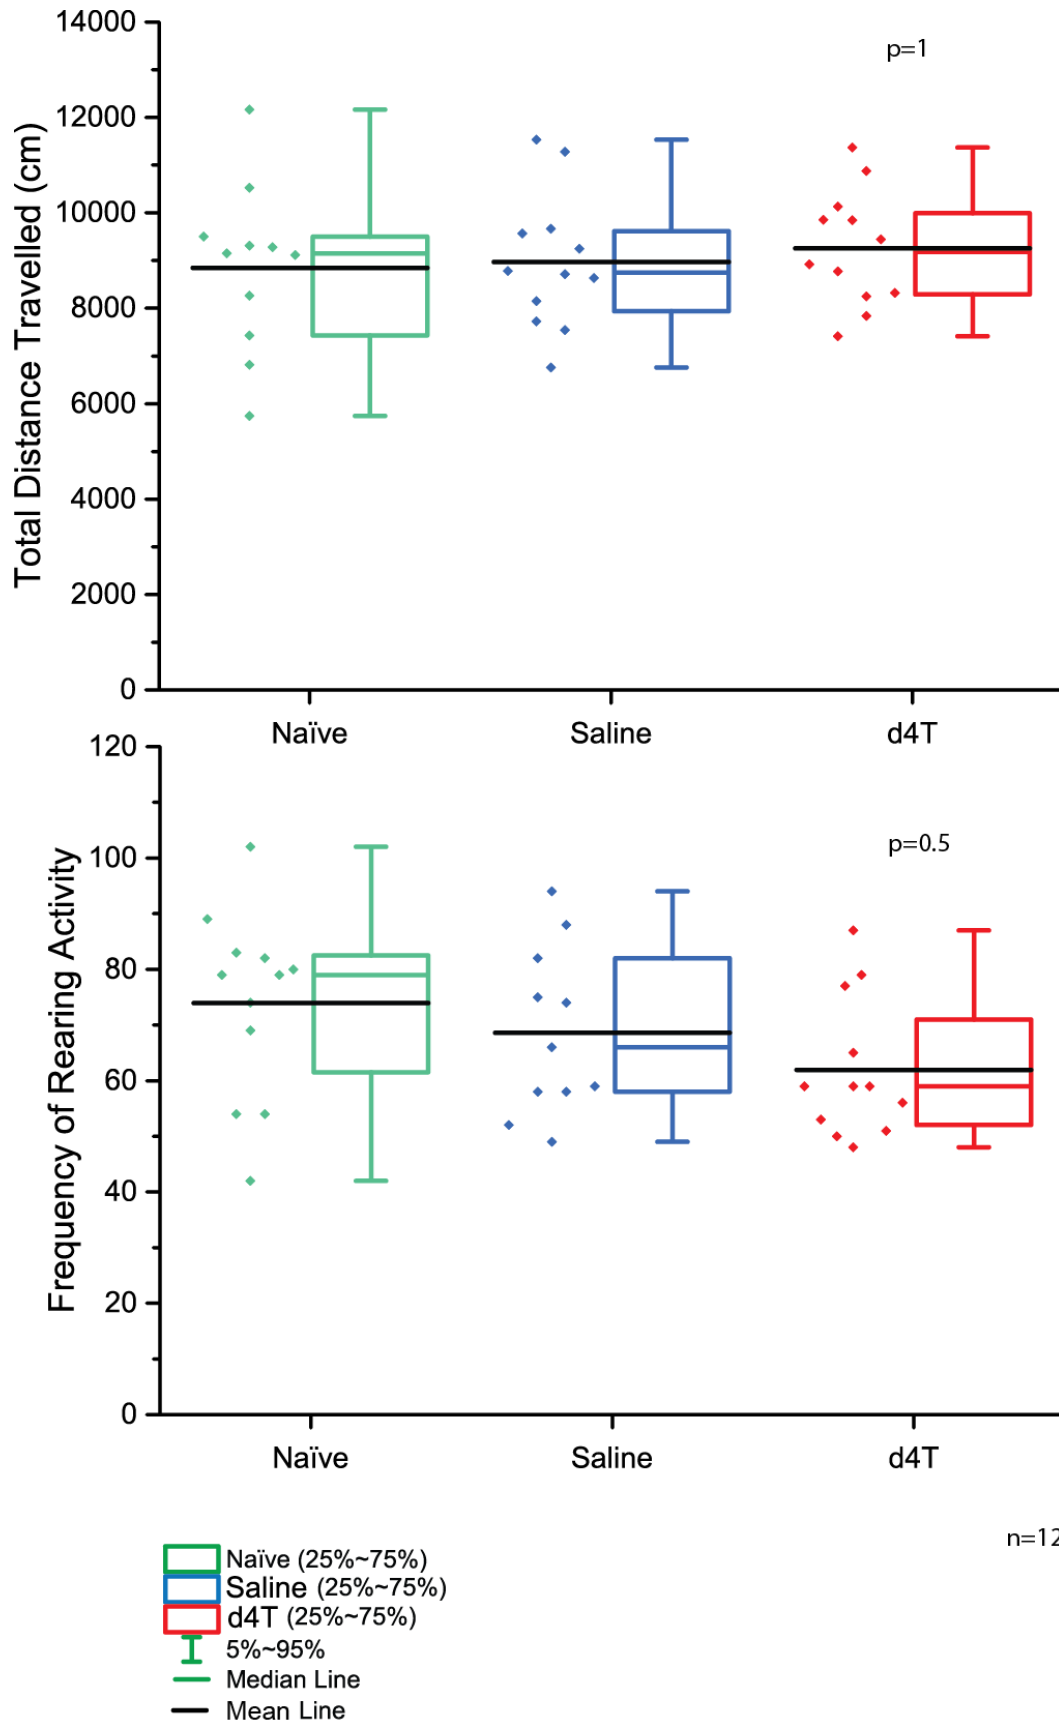 14000
12000
10000
8000
6000
4000
2000
0
Total Distance Travelled (cm)
p=1
Naïve Saline d4T
120
100
80
60
40
20
0
Frequency of Rearing Activity
p=0.5
Naïve Saline d4T
n=12
Naïve (25%~75%)
Saline (25%~75%)
d4T (25%~75%)
5%~95%
Median Line
Mean Line